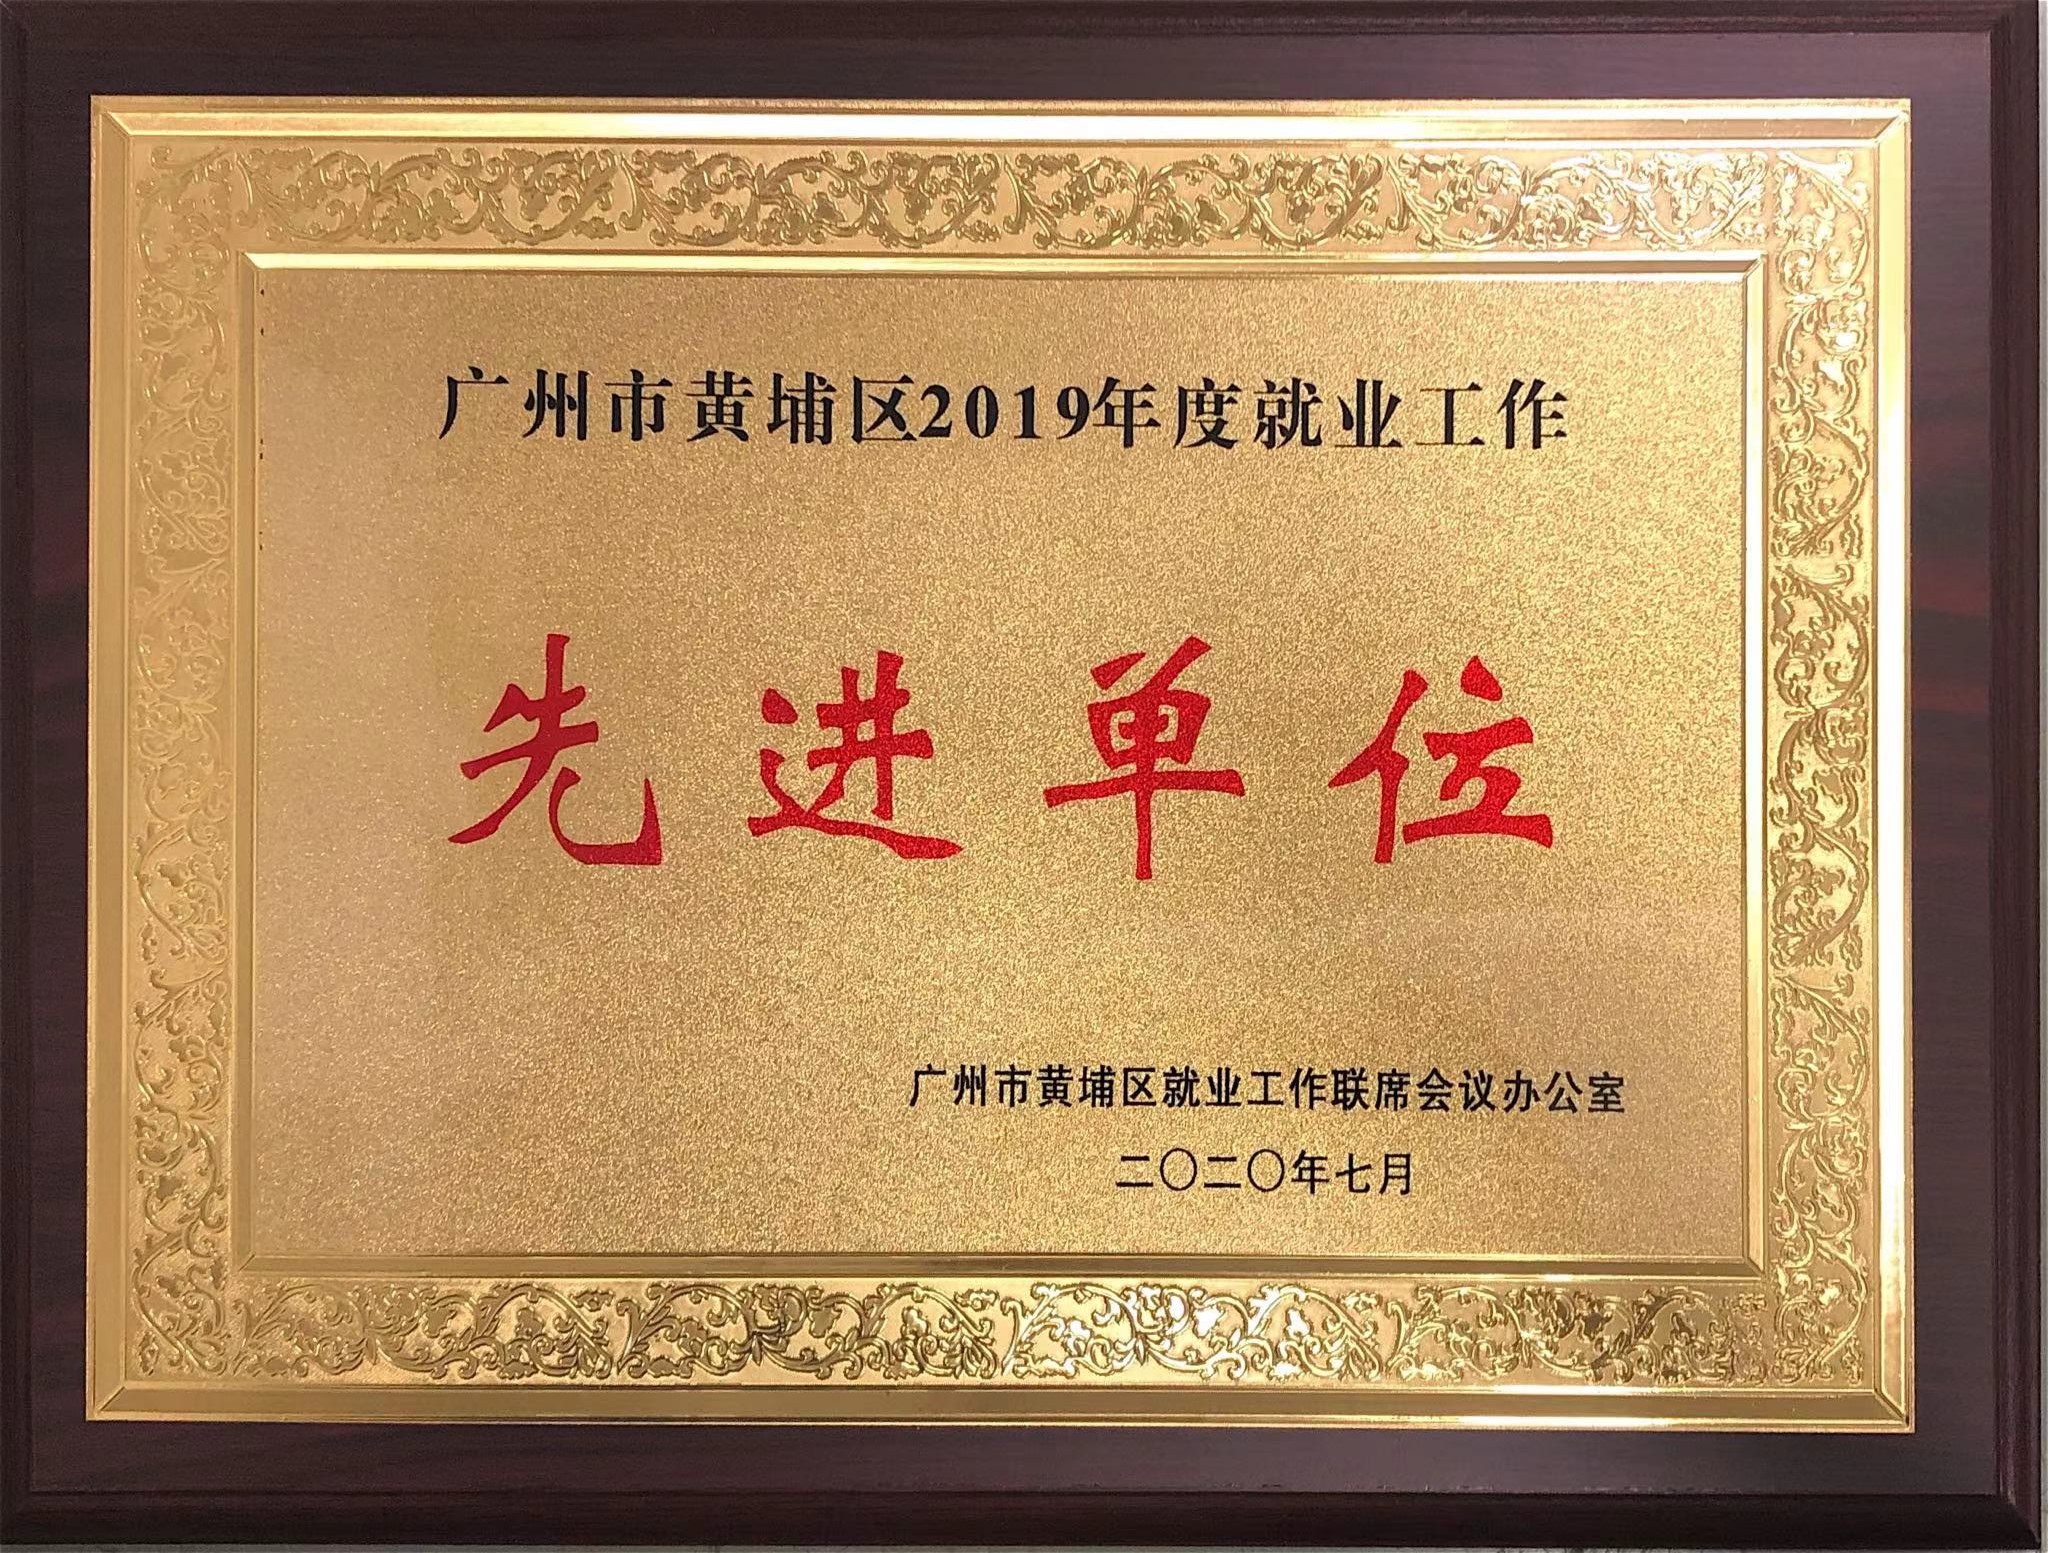 广州市黄埔区2019年度就业工作
先进单位
广州市黄埔区就业工作联席会议办公室
二〇二〇年七月